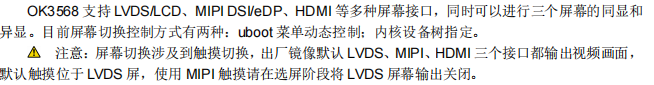 OK3568 支持 LVDS/LCD、MIPI DSI/eDP、HDMI 等多种屏幕接口，同时可以进行三个屏幕的同显和
异显。目前屏幕切换控制方式有两种：uboot 菜单动态控制；内核设备树指定。
注意：屏幕切换涉及到触摸切换，出厂镜像默认 LVDS、MIPI、HDMI 三个接口都输出视频画面，
默认触摸位于 LVDS 屏，使用 MIPI 触摸请在选屏阶段将 LVDS 屏幕输出关闭。